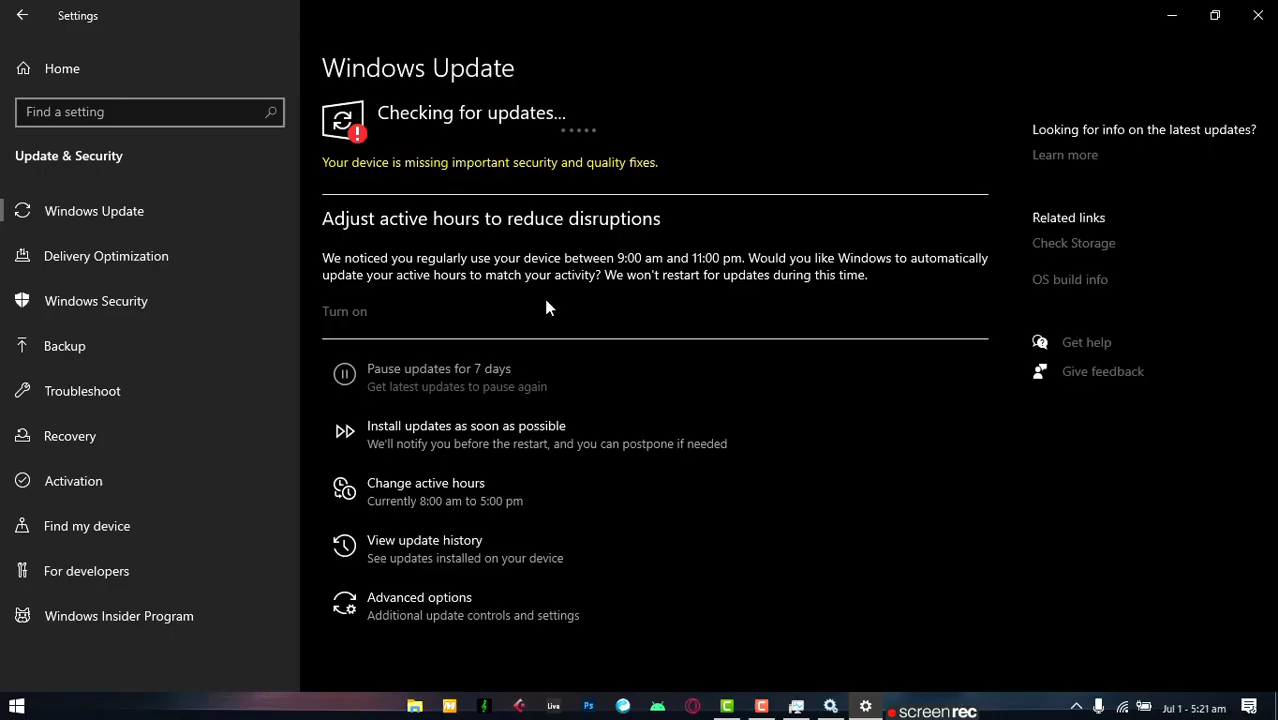 Settings
Home
Find a setting
Update & Security
Windows Update
Delivery Optimization
Windows Security
Backup
Troubleshoot
Recovery
Activation
Find my device
For developers
Windows Insider Program
Windows Update
Checking for updates...
Your device is missing important security and quality fixes.
Adjust active hours to reduce disruptions
We noticed you regularly use your device between 9:00 am and 11:00 pm. Would you like Windows to automatically
update your active hours to match your activity? We won't restart for updates during this time.
Turn on
Pause updates for 7 days
Get latest updates to pause again
Install updates as soon as possible
We'll notify you before the restart, and you can postpone if needed
Change active hours
Currently 8:00 am to 5:00 pm
View update history
See updates installed on your device
Advanced options
Additional update controls and settings
Looking for info on the latest updates?
Learn more
Related links
Check Storage
OS build info
Get help
Give feedback
Live
Ps
screenrec
Jul 1 - 5:21 am